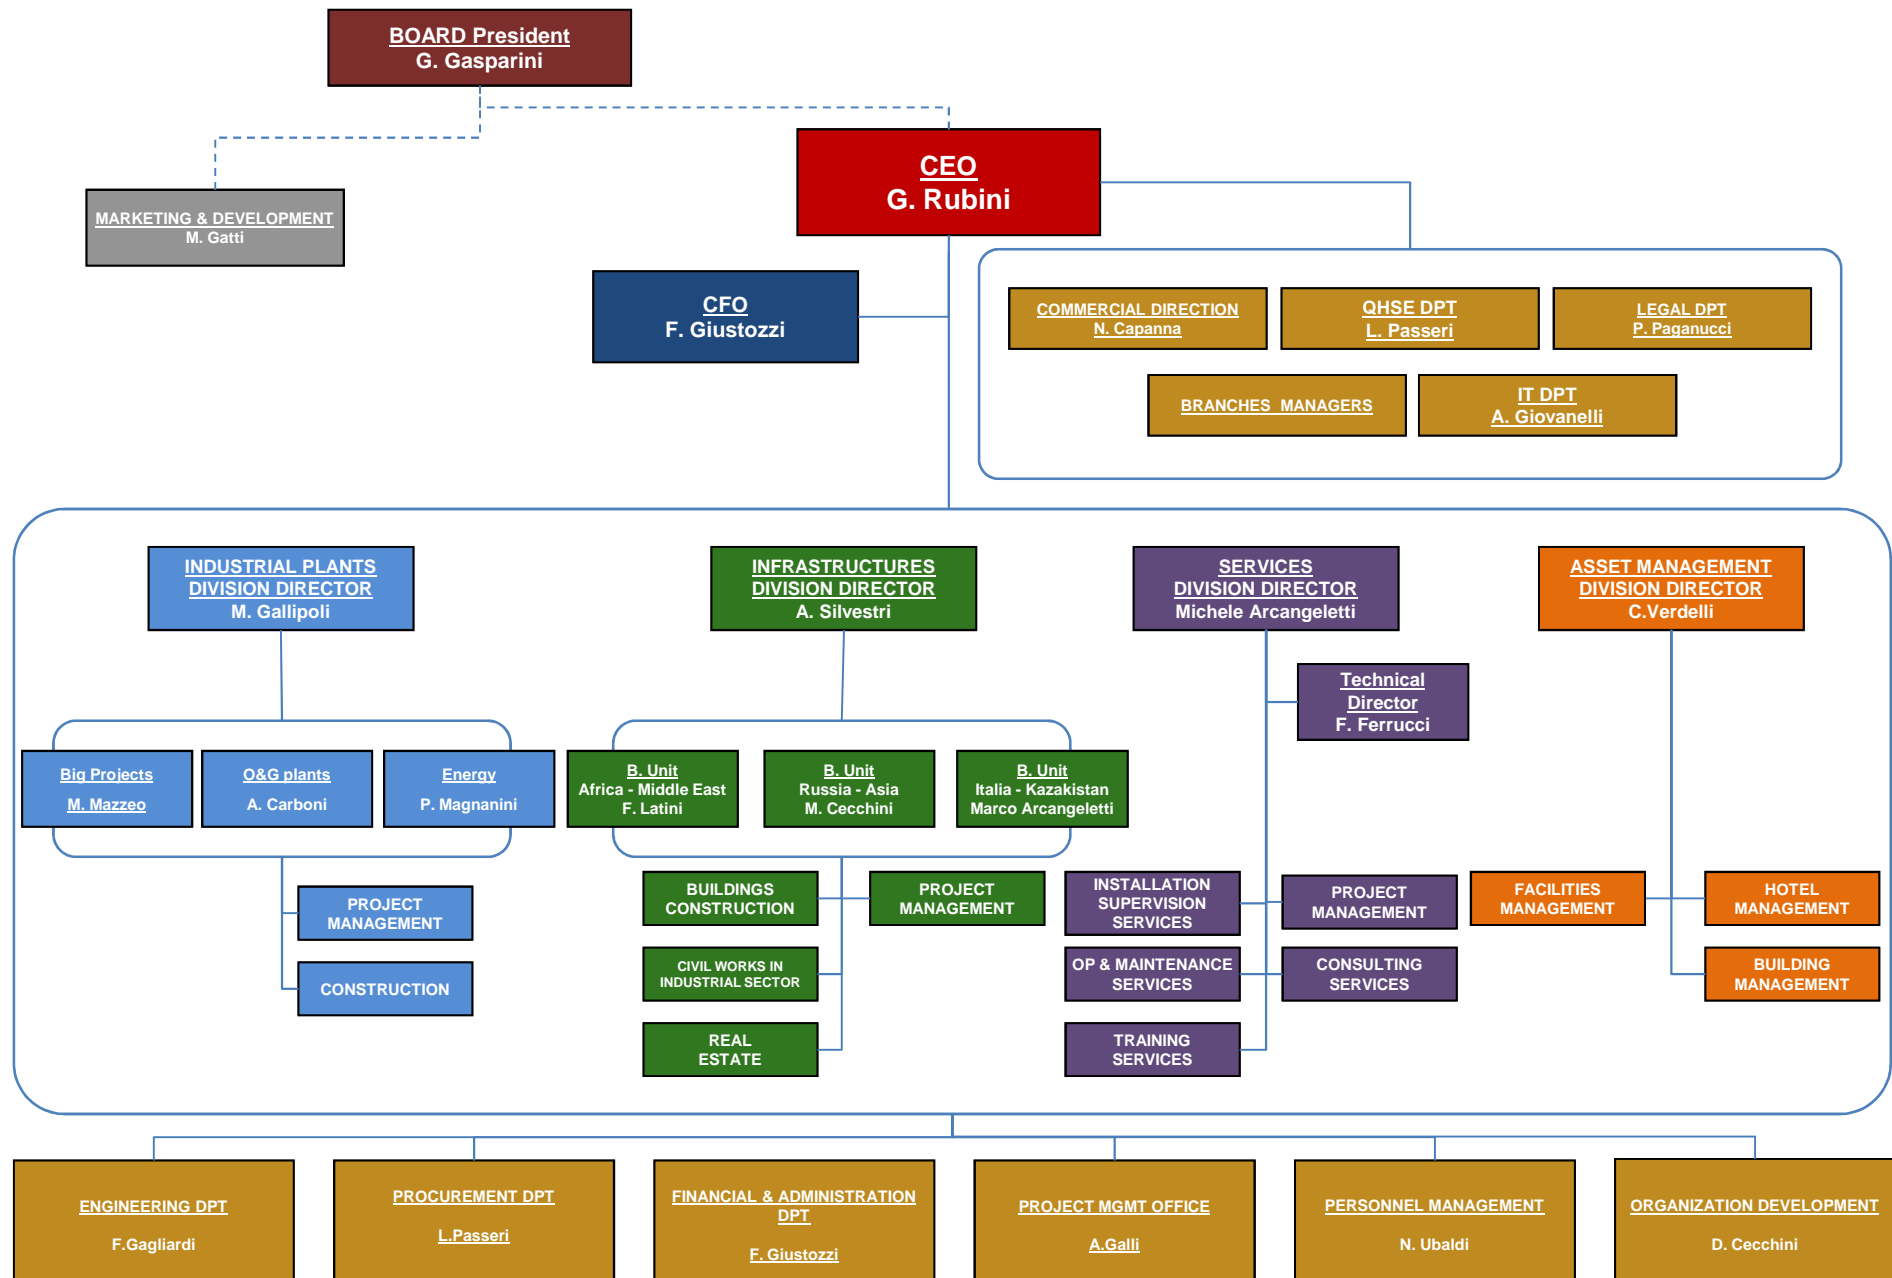 BOARD President
G. Gasparini
CEO
G. Rubini
MARKETING & DEVELOPMENT
M. Gatti
CFO
F. Giustozzi
COMMERCIAL DIRECTION
N. Capanna
QHSE DPT
L. Passeri
LEGAL DPT
P. Paganucci
BRANCHES MANAGERS
IT DPT
A. Giovanelli
INDUSTRIAL PLANTS
DIVISION DIRECTOR
M. Gallipoli
INFRASTRUCTURES
DIVISION DIRECTOR
A. Silvestri
SERVICES
DIVISION DIRECTOR
Michele Arcangeletti
ASSET MANAGEMENT
DIVISION DIRECTOR
C.Verdelli
Technical
Director
F. Ferrucci
Big Projects
M. Mazzeo
O&G plants
A. Carboni
Energy
P. Magnanini
B. Unit
Africa - Middle East
F. Latini
B. Unit
Russia - Asia
M. Cecchini
B. Unit
Italia - Kazakistan
Marco Arcangeletti
PROJECT
MANAGEMENT
CONSTRUCTION
BUILDINGS
CONSTRUCTION
PROJECT
MANAGEMENT
CIVIL WORKS IN
INDUSTRIAL SECTOR
REAL
ESTATE
INSTALLATION
SUPERVISION
SERVICES
PROJECT
MANAGEMENT
OP & MAINTENANCE
SERVICES
CONSULTING
SERVICES
TRAINING
SERVICES
FACILITIES
MANAGEMENT
HOTEL
MANAGEMENT
BUILDING
MANAGEMENT
ENGINEERING DPT
F.Gagliardi
PROCUREMENT DPT
L.Passeri
FINANCIAL & ADMINISTRATION
DPT
F. Giustozzi
PROJECT MGMT OFFICE
A.Galli
PERSONNEL MANAGEMENT
N. Ubaldi
ORGANIZATION DEVELOPMENT
D. Cecchini